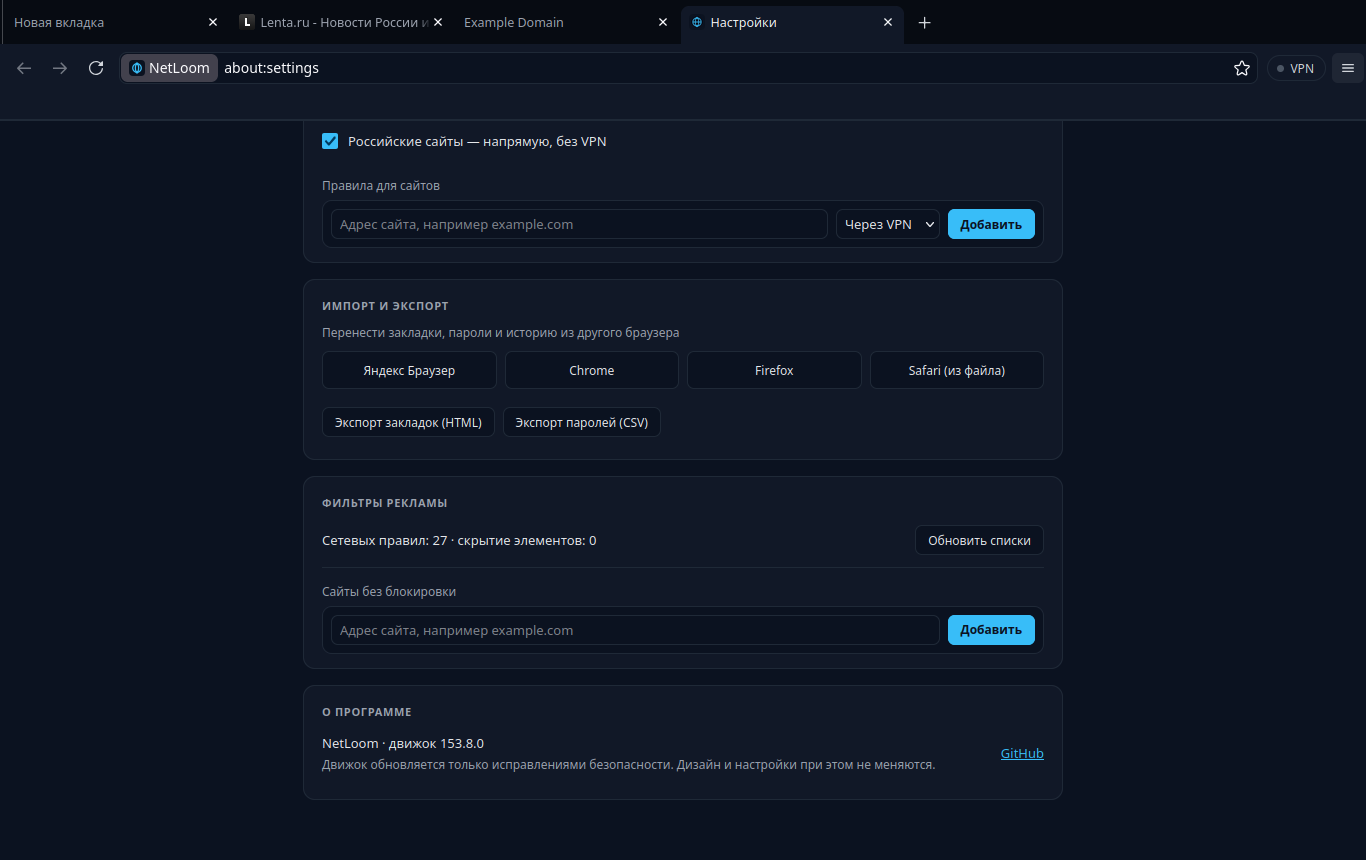 Новая вкладка
L Lenta.ru - Новости России и
Example Domain
Настройки
NetLoom about:settings
VPN
Российские сайты — напрямую, без VPN
Правила для сайтов
Адрес сайта, например example.com Через VPN Добавить
ИМПОРТ И ЭКСПОРТ
Перенести закладки, пароли и историю из другого браузера
Яндекс Браузер Chrome Firefox Safari (из файла)
Экспорт закладок (HTML) Экспорт паролей (CSV)
ФИЛЬТРЫ РЕКЛАМЫ
Сетевых правил: 27 · скрытие элементов: 0 Обновить списки
Сайты без блокировки
Адрес сайта, например example.com Добавить
О ПРОГРАММЕ
NetLoom · движок 153.8.0
Движок обновляется только исправлениями безопасности. Дизайн и настройки при этом не меняются.
GitHub